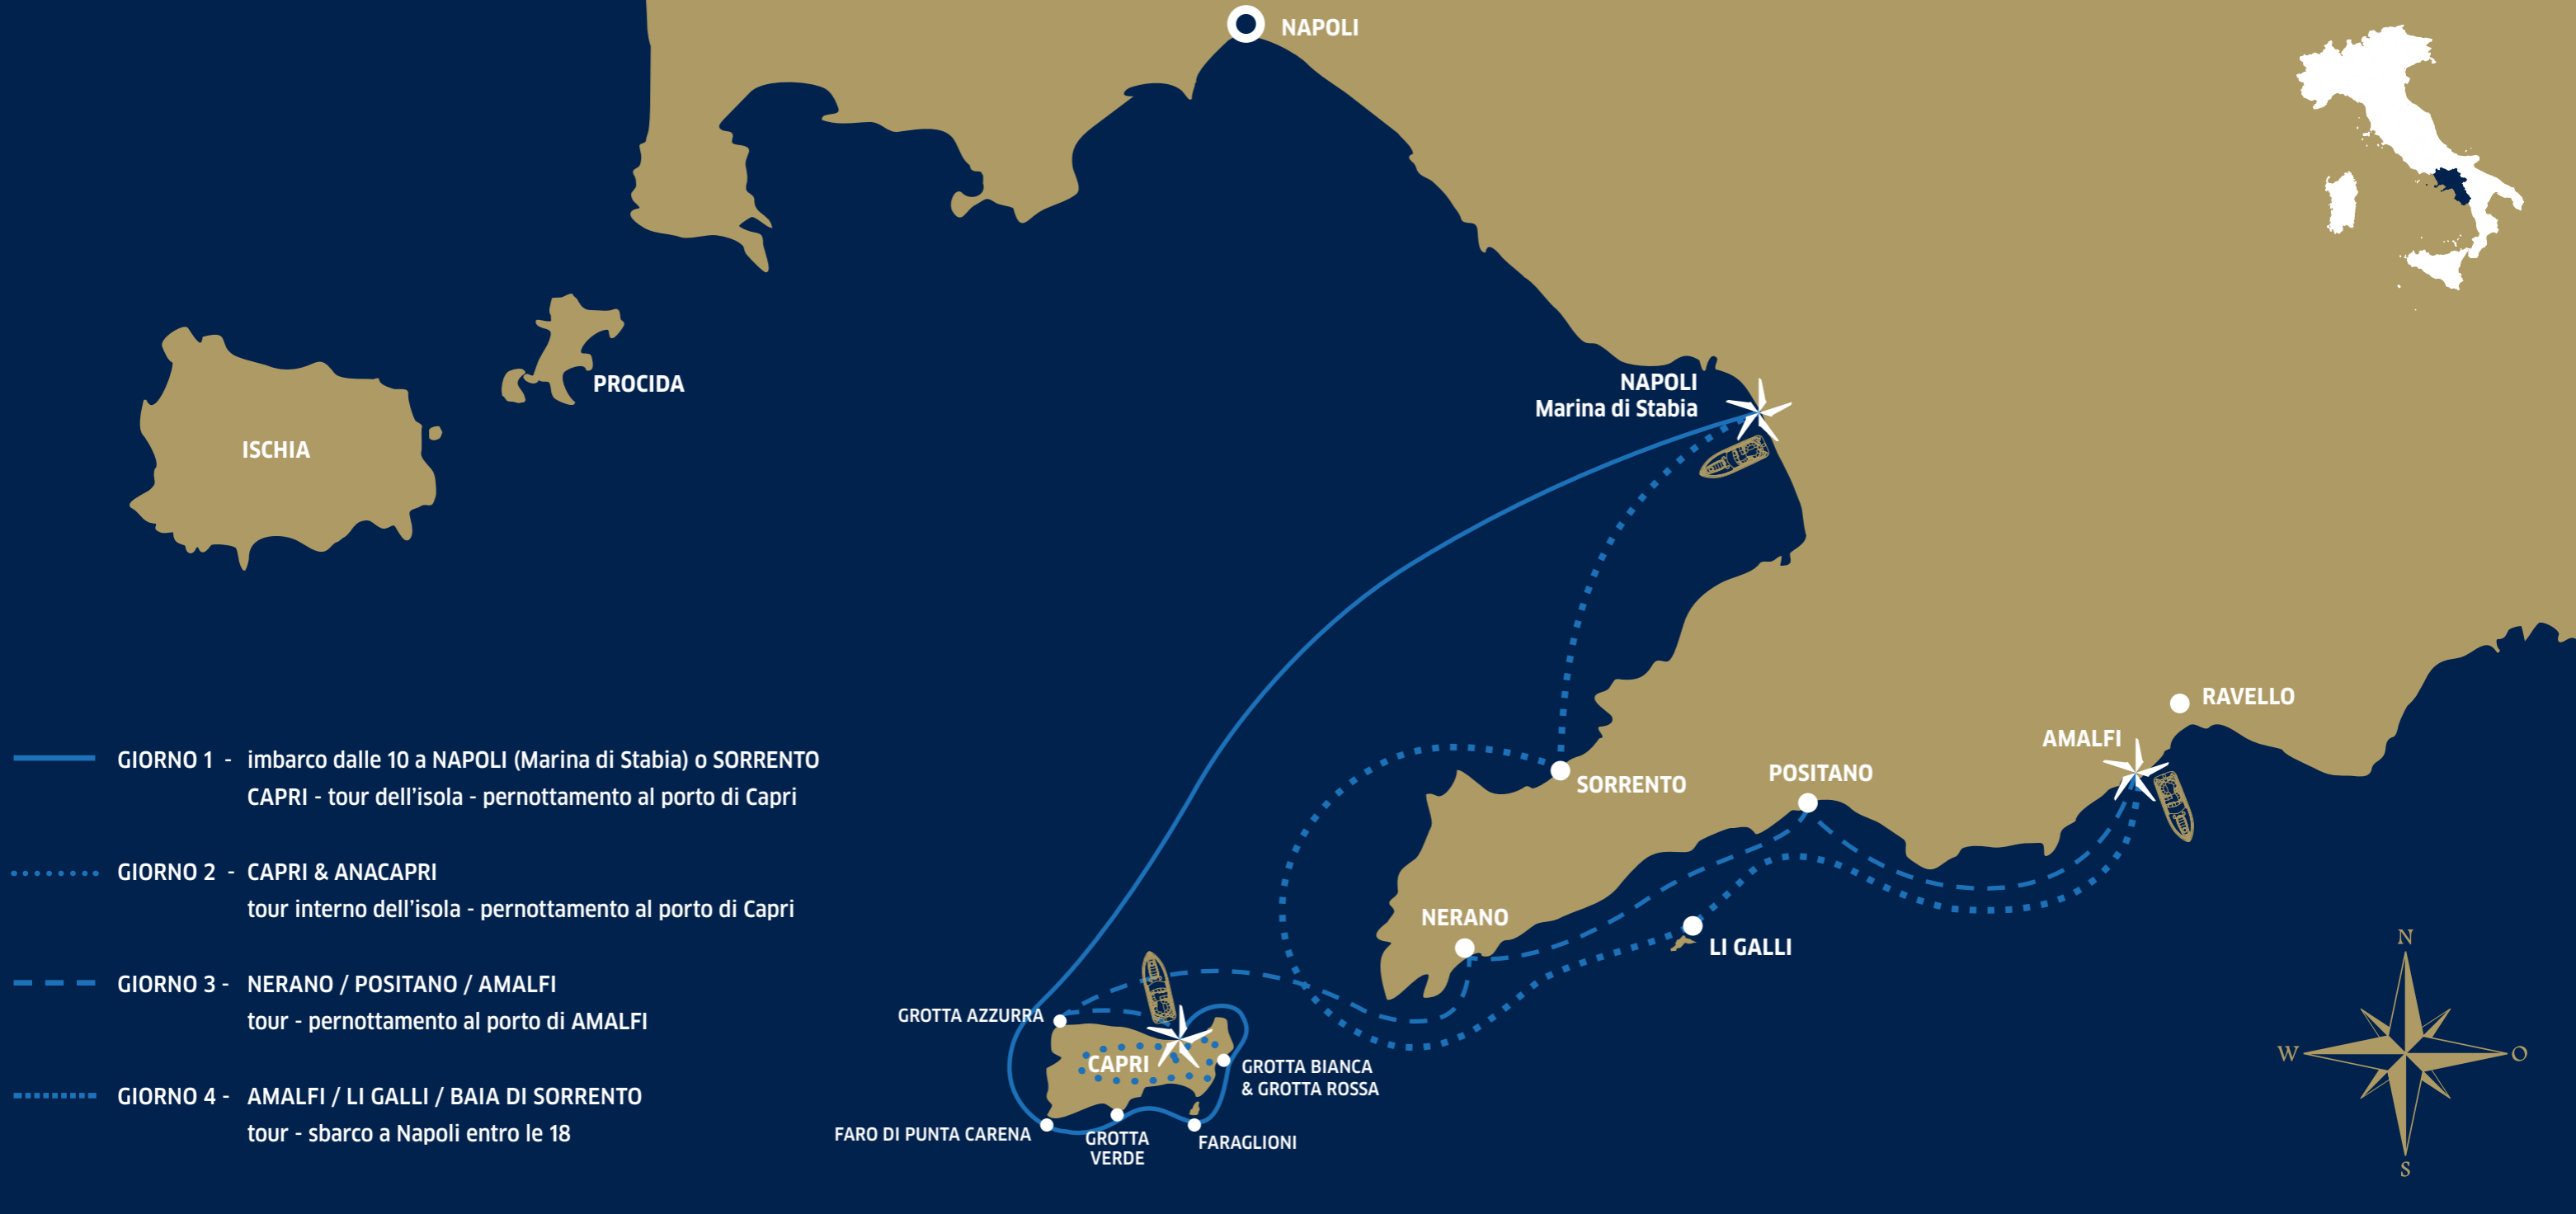 NAPOLI
PROCIDA
ISCHIA
NAPOLI
Marina di Stabia
RAVELLO
AMALFI
POSITANO
SORRENTO
NERANO
LI GALLI
GROTTA AZZURRA
CAPRI
GROTTA BIANCA
& GROTTA ROSSA
FARO DI PUNTA CARENA
GROTTA
VERDE
FARAGLIONI
GIORNO 1 - imbarco dalle 10 a NAPOLI (Marina di Stabia) o SORRENTO
CAPRI - tour dell’isola - pernottamento al porto di Capri
GIORNO 2 - CAPRI & ANACAPRI
tour interno dell’isola - pernottamento al porto di Capri
GIORNO 3 - NERANO / POSITANO / AMALFI
tour - pernottamento al porto di AMALFI
GIORNO 4 - AMALFI / LI GALLI / BAIA DI SORRENTO
tour - sbarco a Napoli entro le 18
N
W
O
S